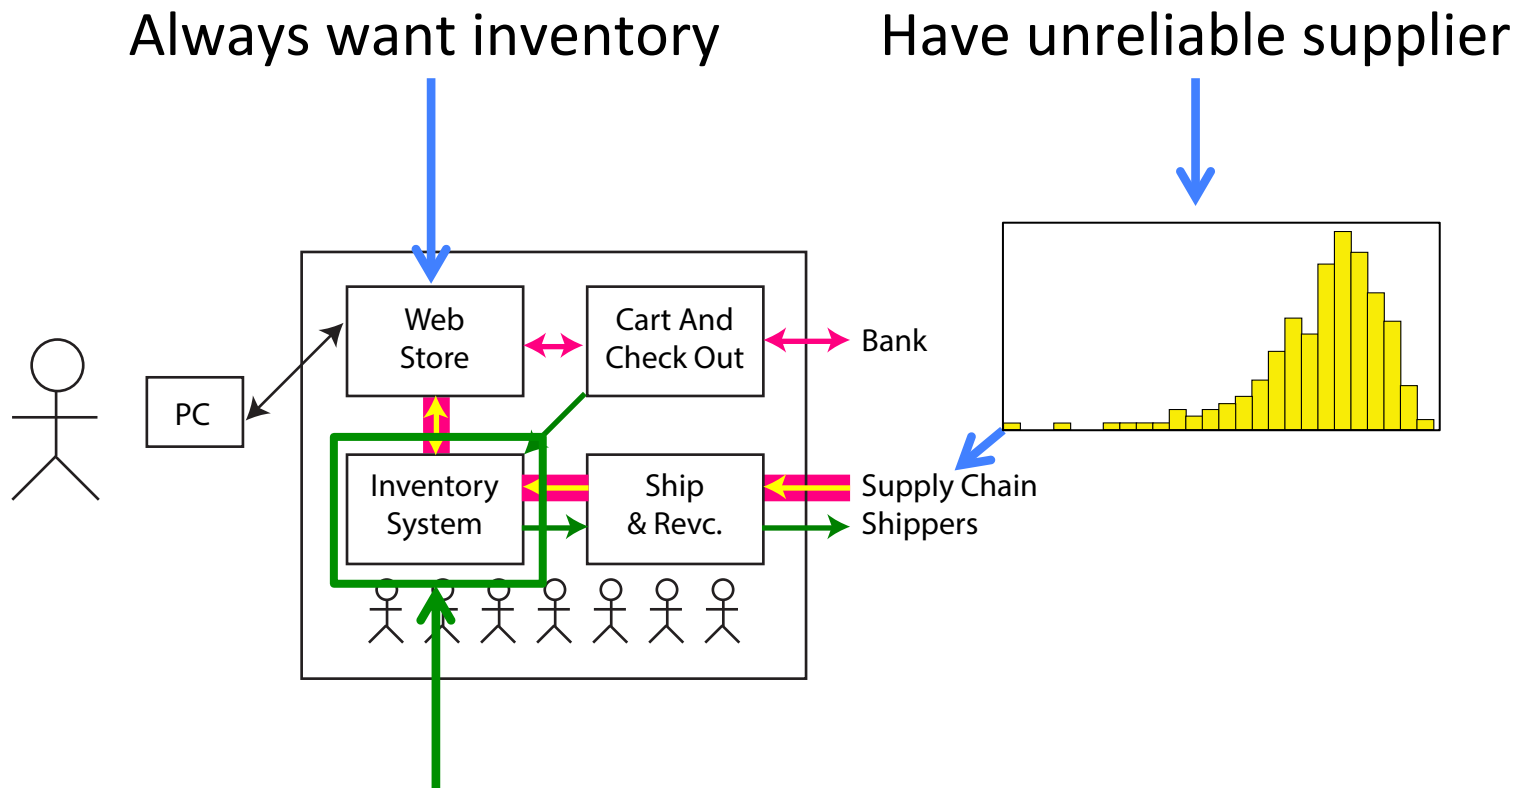 Always want inventory
Have unreliable supplier
Web
Store
Cart And
Check Out
Bank
PC
Inventory
System
Ship
& Revc.
Supply Chain
Shippers